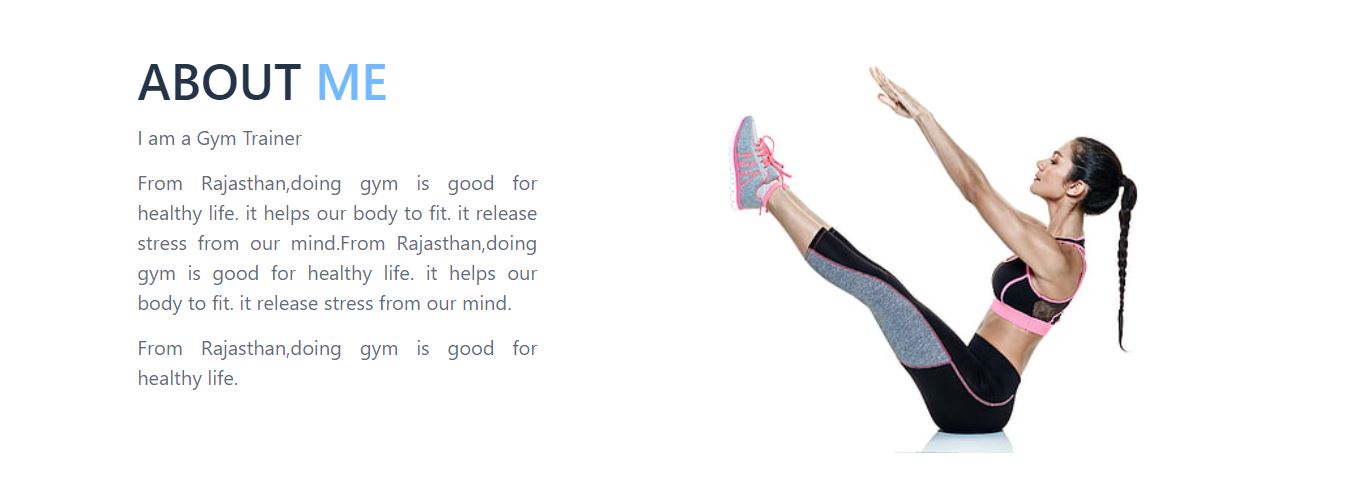 ABOUT ME
I am a Gym Trainer
From Rajasthan,doing gym is good for
healthy life. it helps our body to fit. it release
stress from our mind.From Rajasthan,doing
gym is good for healthy life. it helps our
body to fit. it release stress from our mind.
From Rajasthan,doing gym is good for
healthy life.